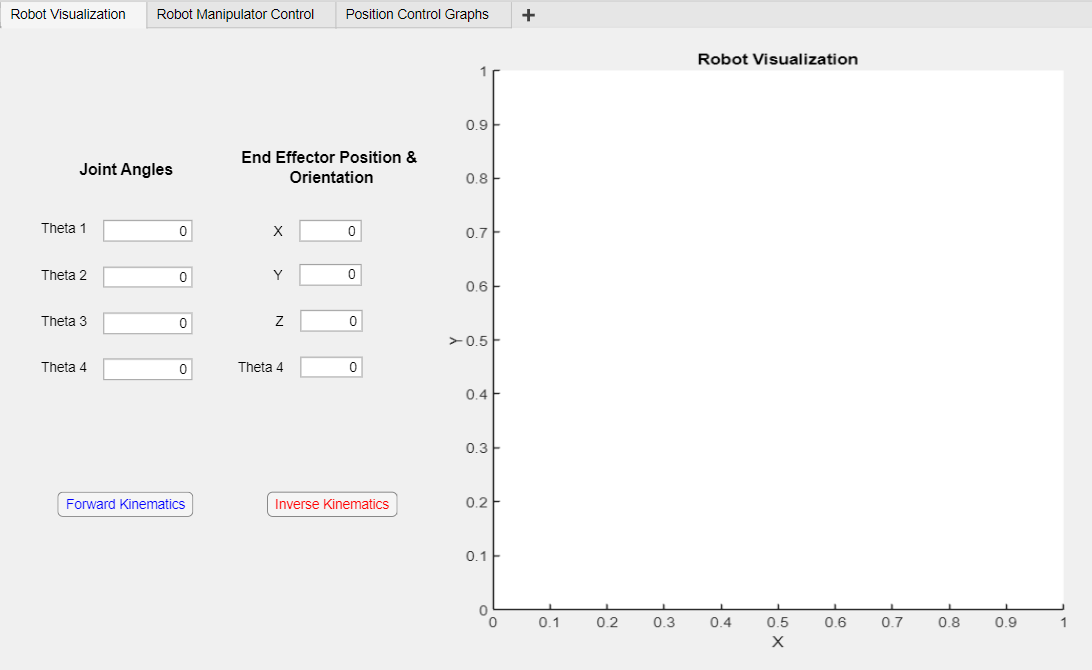 Robot Visualization
Robot Manipulator Control
Position Control Graphs
+
Joint Angles
Theta 1 0
Theta 2 0
Theta 3 0
Theta 4 0
Forward Kinematics
End Effector Position &
Orientation
X 0
Y 0
Z 0
Theta 4 0
Inverse Kinematics
Robot Visualization
1
0.9
0.8
0.7
0.6
Y
0.5
0.4
0.3
0.2
0.1
0
0 0.1 0.2 0.3 0.4 0.5 0.6 0.7 0.8 0.9 1
X